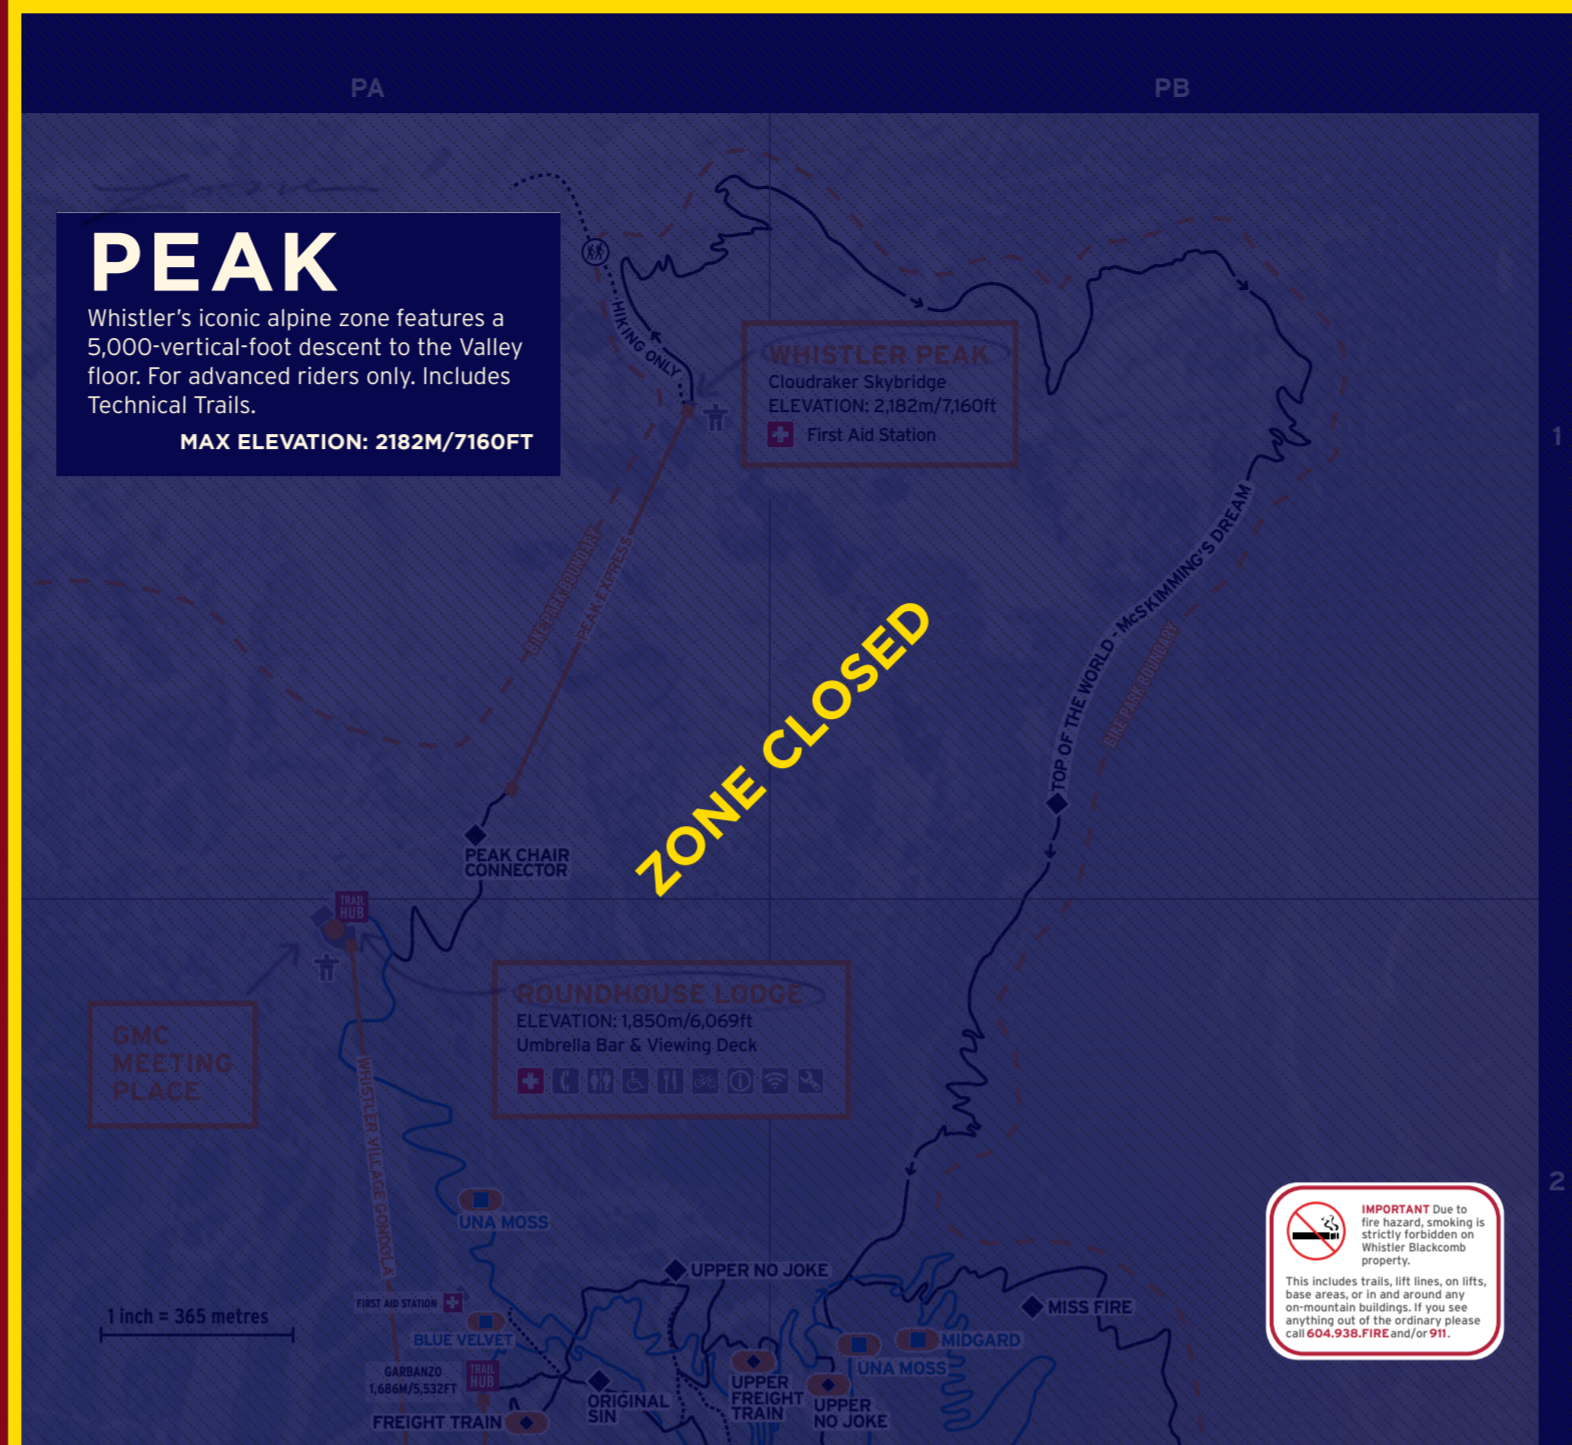 PA
PB
PEAK
Whistler’s iconic alpine zone features a
5,000-vertical-foot descent to the Valley
floor. For advanced riders only. Includes
Technical Trails.
MAX ELEVATION: 2182M/7160FT
HIKING ONLY
WHISTLER PEAK
Cloudraker Skybridge
ELEVATION: 2,182m/7,160ft
First Aid Station
1
BIKE PARK BOUNDARY
PEAK EXPRESS
TOP OF THE WORLD - McSKIMMING'S DREAM
BIKE PARK BOUNDARY
ZONE CLOSED
PEAK CHAIR
CONNECTOR
TRAIL
HUB
ROUNDHOUSE LODGE
ELEVATION: 1,850m/6,069ft
Umbrella Bar & Viewing Deck
GMC
MEETING
PLACE
WHISTLER VILLAGE GONDOLA
2
UNA MOSS
UPPER NO JOKE
IMPORTANT Due to
fire hazard, smoking is
strictly forbidden on
Whistler Blackcomb
property.
This includes trails, lift lines, on lifts,
base areas, or in and around any
on-mountain buildings. If you see
anything out of the ordinary please
call 604.938.FIRE and/or 911.
1 inch = 365 metres
FIRST AID STATION
BLUE VELVET
MISS FIRE
MIDGARD
UNA MOSS
GARBANZO
1,686M/5,532FT
TRAIL
HUB
UPPER
FREIGHT
TRAIN
ORIGINAL
SIN
UPPER
NO JOKE
FREIGHT TRAIN